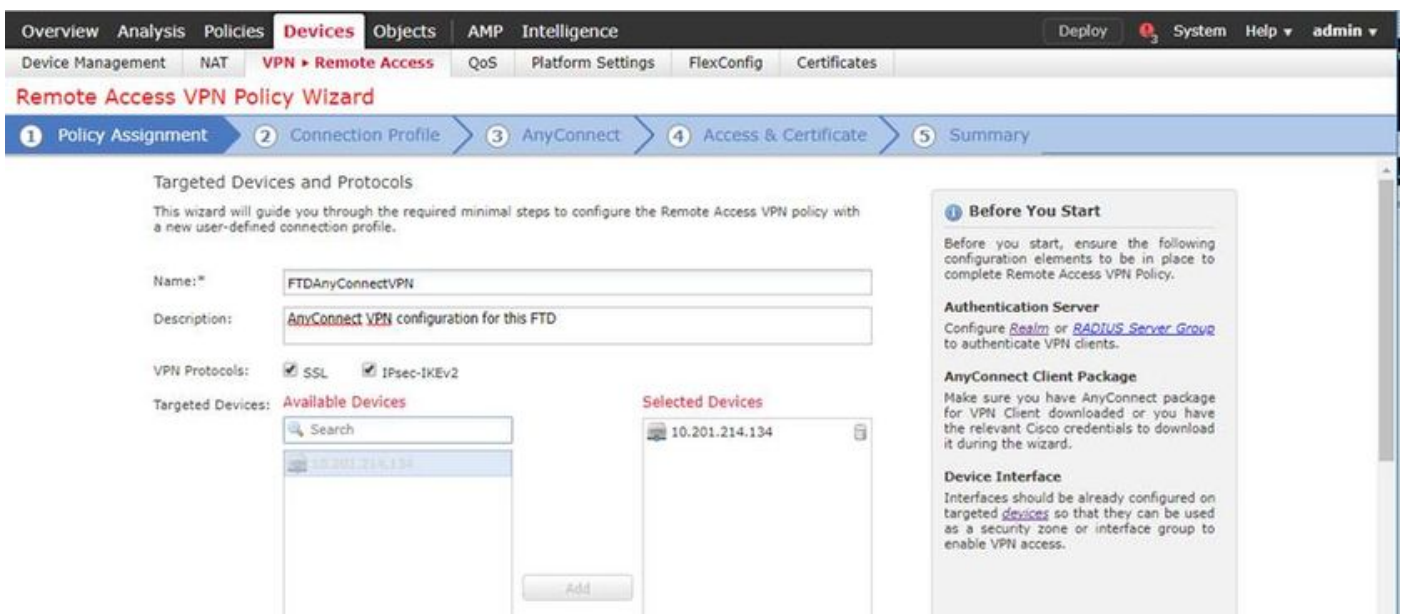 Overview Analysis Policies Devices Objects AMP Intelligence Deploy 3 System Help admin
Device Management NAT VPN ▸ Remote Access QoS Platform Settings FlexConfig Certificates
Remote Access VPN Policy Wizard
1 Policy Assignment 2 Connection Profile 3 AnyConnect 4 Access & Certificate 5 Summary
Targeted Devices and Protocols
This wizard will guide you through the required minimal steps to configure the Remote Access VPN policy with
a new user-defined connection profile.
Name:* FTDAnyConnectVPN
Description: AnyConnect VPN configuration for this FTD
VPN Protocols: SSL IPsec-IKEv2
Targeted Devices: Available Devices
Search
10.201.214.134
Add
Selected Devices
10.201.214.134
Before You Start
Before you start, ensure the following
configuration elements to be in place to
complete Remote Access VPN Policy.
Authentication Server
Configure Realm or RADIUS Server Group
to authenticate VPN clients.
AnyConnect Client Package
Make sure you have AnyConnect package
for VPN Client downloaded or you have
the relevant Cisco credentials to download
it during the wizard.
Device Interface
Interfaces should be already configured on
targeted devices so that they can be used
as a security zone or interface group to
enable VPN access.